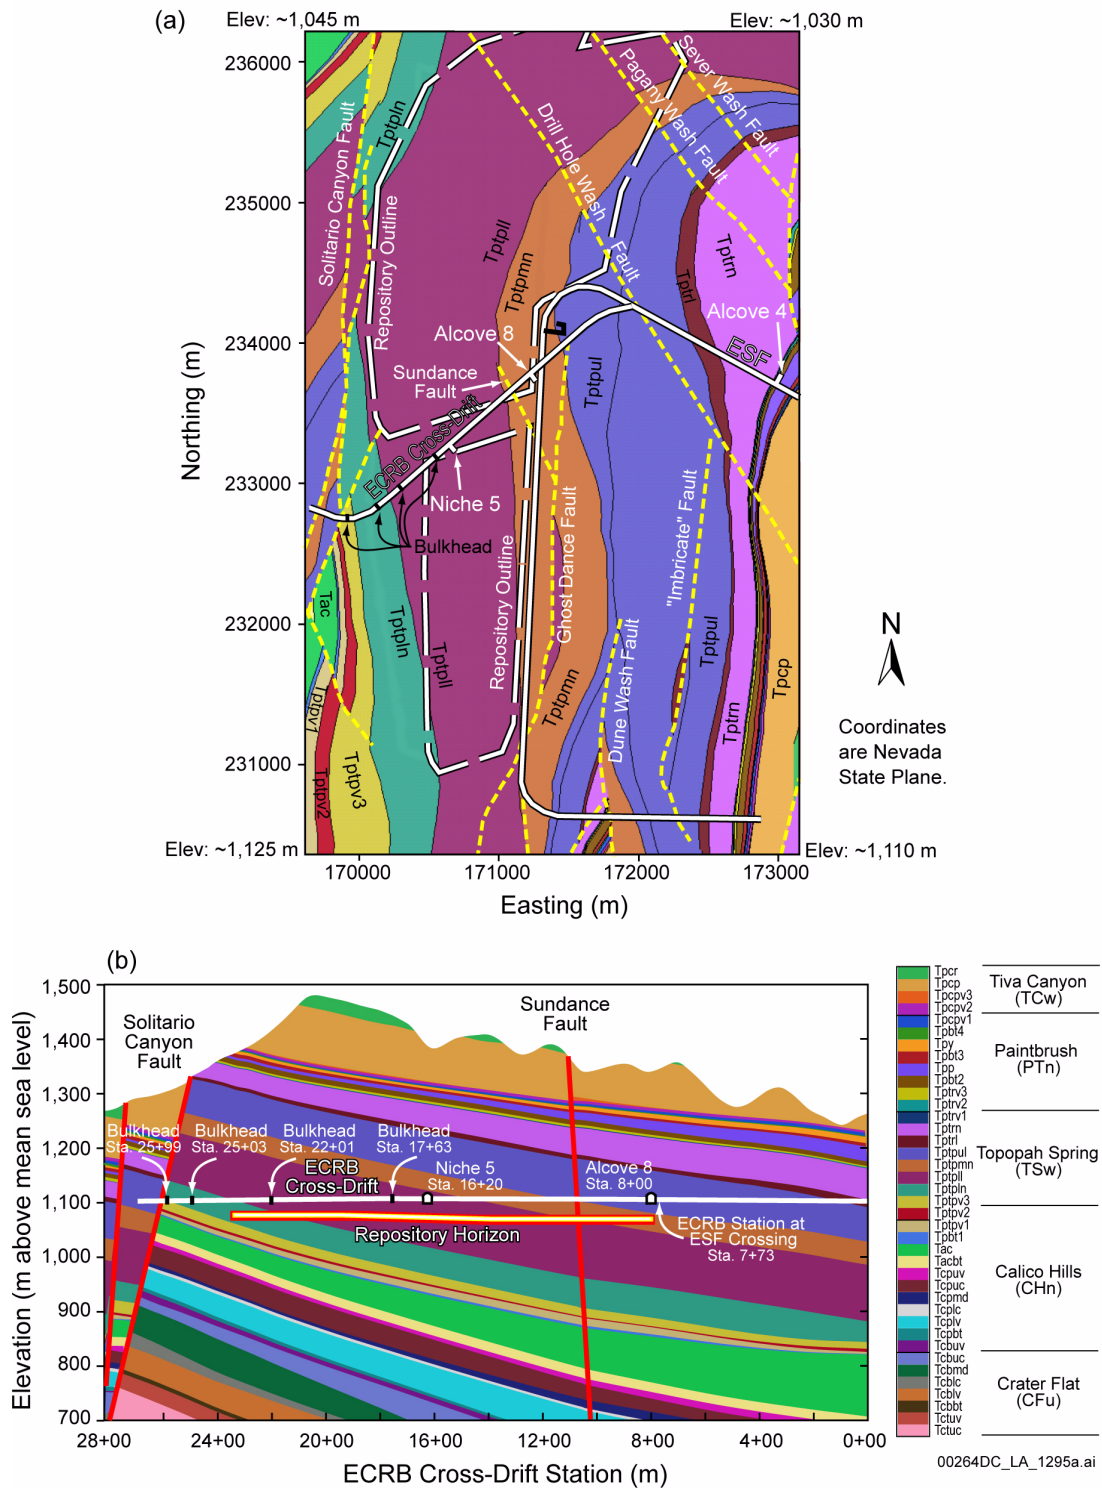 (a)
Elev: ~1,045 m
Elev: ~1,030 m
236000
235000
234000
233000
232000
231000
Northing (m)
Solitario Canyon Fault
Tptpln
Repository Outline
Drill Hole Wash
Fault
Pagany Wash Fault
Sever Wash Fault
Tptpll
Tptpmn
Tptrl
Tptrn
Alcove 4
ESF
Alcove 8
Sundance
Fault
Tptpul
ECRB Cross-Drift
Niche 5
Bulkhead
Repository Outline
Ghost Dance Fault
"Imbricate" Fault
Dune Wash Fault
Tac
Tptpv1
Tptpv2
Tptpv3
Tptpln
Tptpll
Tptpmn
Tptpul
Tptrn
Tpcp
N
Coordinates
are Nevada
State Plane.
Elev: ~1,125 m
Elev: ~1,110 m
170000
171000
172000
173000
Easting (m)
(b)
Elevation (m above mean sea level)
1,500
1,400
1,300
1,200
1,100
1,000
900
800
700
Solitario
Canyon
Fault
Sundance
Fault
Bulkhead
Sta. 25+99
Bulkhead
Sta. 25+03
Bulkhead
Sta. 22+01
Bulkhead
Sta. 17+63
ECRB
Cross-Drift
Niche 5
Sta. 16+20
Alcove 8
Sta. 8+00
ECRB Station at
ESF Crossing
Sta. 7+73
Repository Horizon
28+00
24+00
20+00
16+00
12+00
8+00
4+00
0+00
ECRB Cross-Drift Station (m)
Tpcr
Tpcp
Tpcpv3
Tpcpv2
Tpcpv1
Tpbt4
Tpy
Tpbt3
Tpp
Tpbt2
Tptrv3
Tptrv2
Tptrv1
Tptrn
Tptrl
Tptpul
Tptpmn
Tptpll
Tptpln
Tptpv3
Tptpv2
Tptpv1
Tpbt1
Tac
Tacbt
Tcpuv
Tcpuc
Tcpmd
Tcplc
Tcplv
Tcpbt
Tcbuv
Tcbuc
Tcbmd
Tcblc
Tcblv
Tcbbt
Tctuv
Tctuc
Tiva Canyon
(TCw)
Paintbrush
(PTn)
Topopah Spring
(TSw)
Calico Hills
(CHn)
Crater Flat
(CFu)
00264DC_LA_1295a.ai